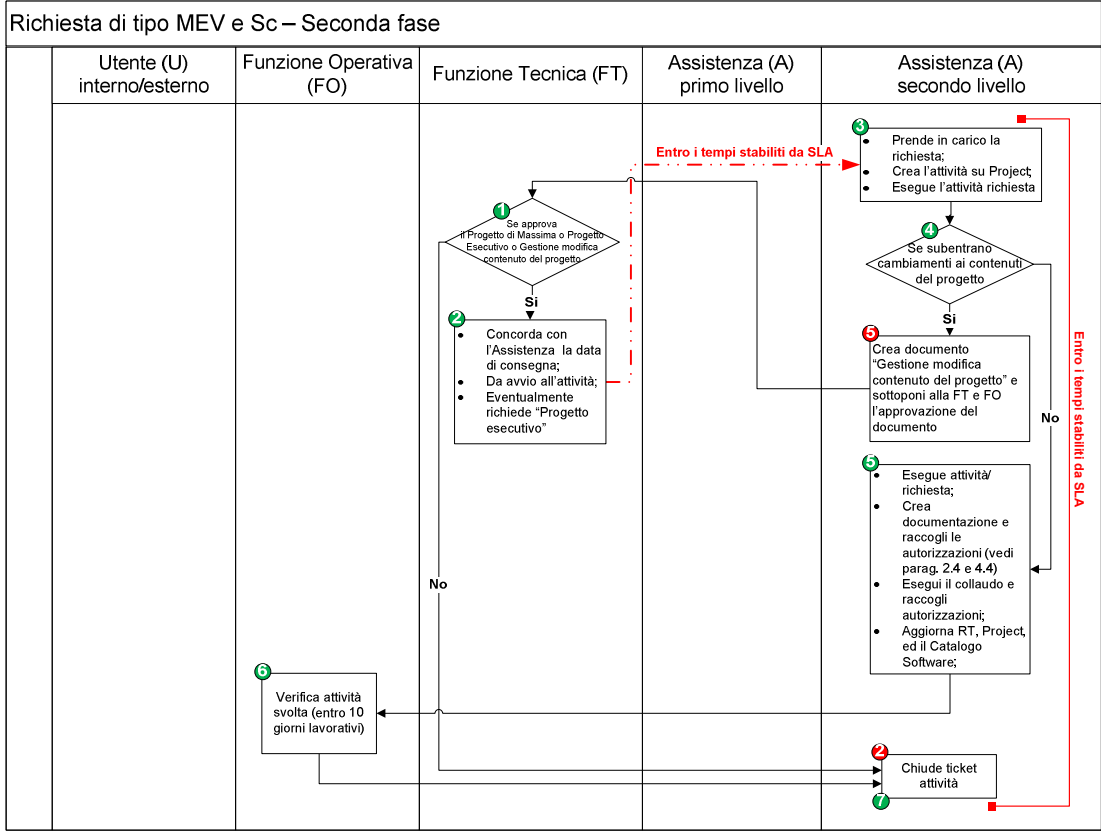 Richiesta di tipo MEV e Sc – Seconda fase
Utente (U)
interno/esterno
Funzione Operativa
(FO)
Funzione Tecnica (FT)
Assistenza (A)
primo livello
Assistenza (A)
secondo livello
3
• Prende in carico la
richiesta;
• Crea l'attività su Project;
• Esegue l'attività richiesta
Entro i tempi stabiliti da SLA
1
Se approva
il Progetto di Massima o Progetto
Esecutivo o Gestione modifica
contenuto del progetto
4
Se subentrano
cambiamenti ai contenuti
del progetto
Si
Si
2
• Concorda con
l'Assistenza la data
di consegna;
• Da avvio all'attività;
• Eventualmente
richiede “Progetto
esecutivo”
5
Crea documento
“Gestione modifica
contenuto del progetto” e
sottoponi alla FT e FO
l'approvazione del
documento
No
Entro i tempi stabiliti da SLA
5
• Esegue attività/
richiesta;
• Crea
documentazione e
raccogli le
autorizzazioni (vedi
parag. 2.4 e 4.4)
• Esegui il collaudo e
raccogli
autorizzazioni;
• Aggiorna RT, Project,
ed il Catalogo
Software;
No
6
Verifica attività
svolta (entro 10
giorni lavorativi)
2
Chiude ticket
attività
7